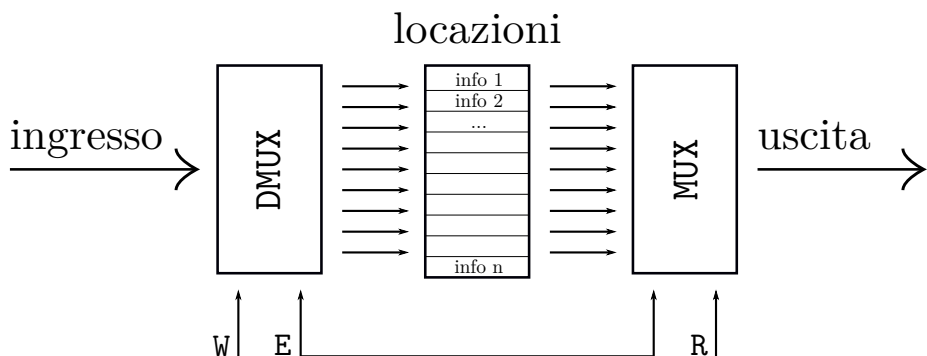 locazioni
ingresso
DMUX
info 1
info 2
...
info n
MUX
uscita
W
E
R